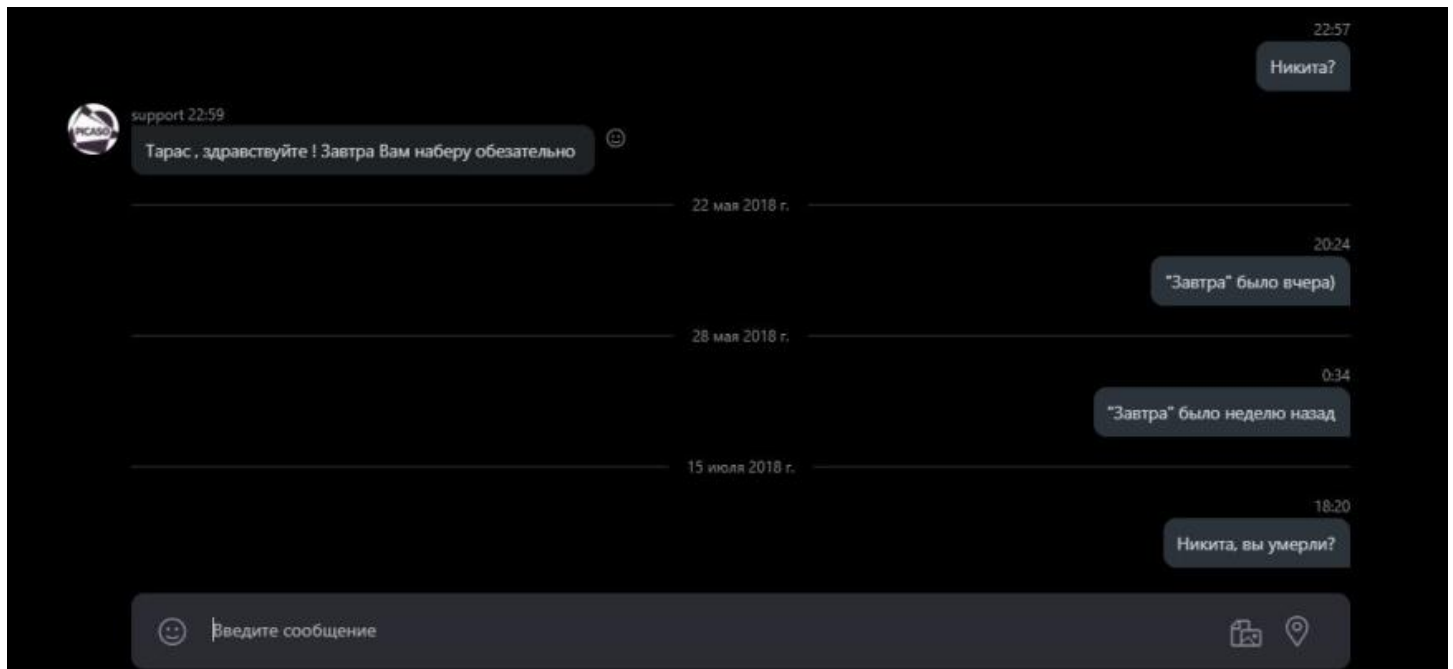 22:57
Никита?
PICASO
support 22:59
Тарас , здравствуйте ! Завтра Вам наберу обезательно
22 мая 2018 г.
20:24
"Завтра" было вчера)
28 мая 2018 г.
0:34
"Завтра" было неделю назад
15 июля 2018 г.
18:20
Никита, вы умерли?
Введите сообщение